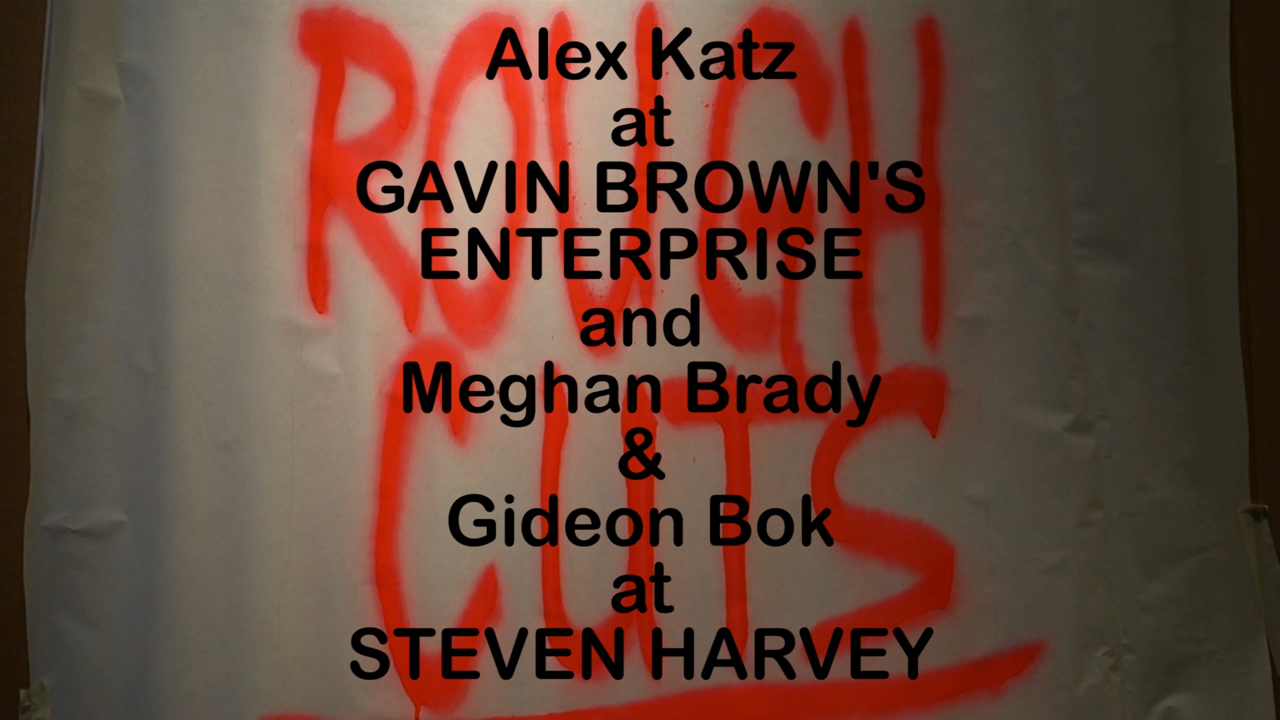 ROUGH
CUTS
Alex Katz
at
GAVIN BROWN'S
ENTERPRISE
and
Meghan Brady
&
Gideon Bok
at
STEVEN HARVEY